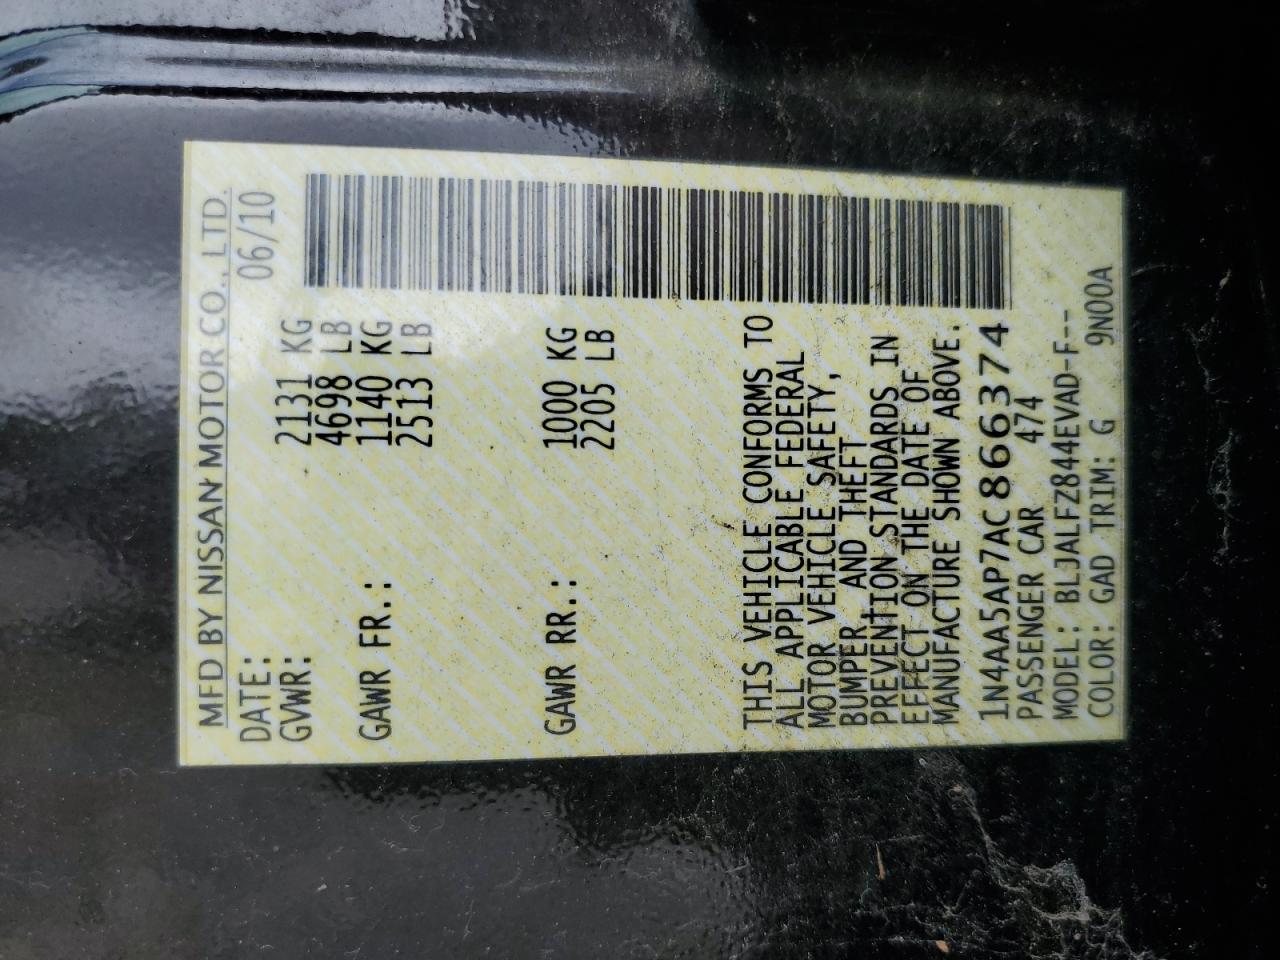 MFD BY NISSAN MOTOR CO., LTD.
DATE: 06/10
GVWR: 2131 KG
4698 LB
GAWR FR.: 1140 KG
2513 LB
GAWR RR.: 1000 KG
2205 LB
THIS VEHICLE CONFORMS TO
ALL APPLICABLE FEDERAL
MOTOR VEHICLE SAFETY,
BUMPER, AND THEFT
PREVENTION STANDARDS IN
EFFECT ON THE DATE OF
MANUFACTURE SHOWN ABOVE.
1N4AA5AP7AC866374
PASSENGER CAR 474
MODEL: BLJALFZ844EVAD-F--
COLOR: GAD TRIM: G 9N00A